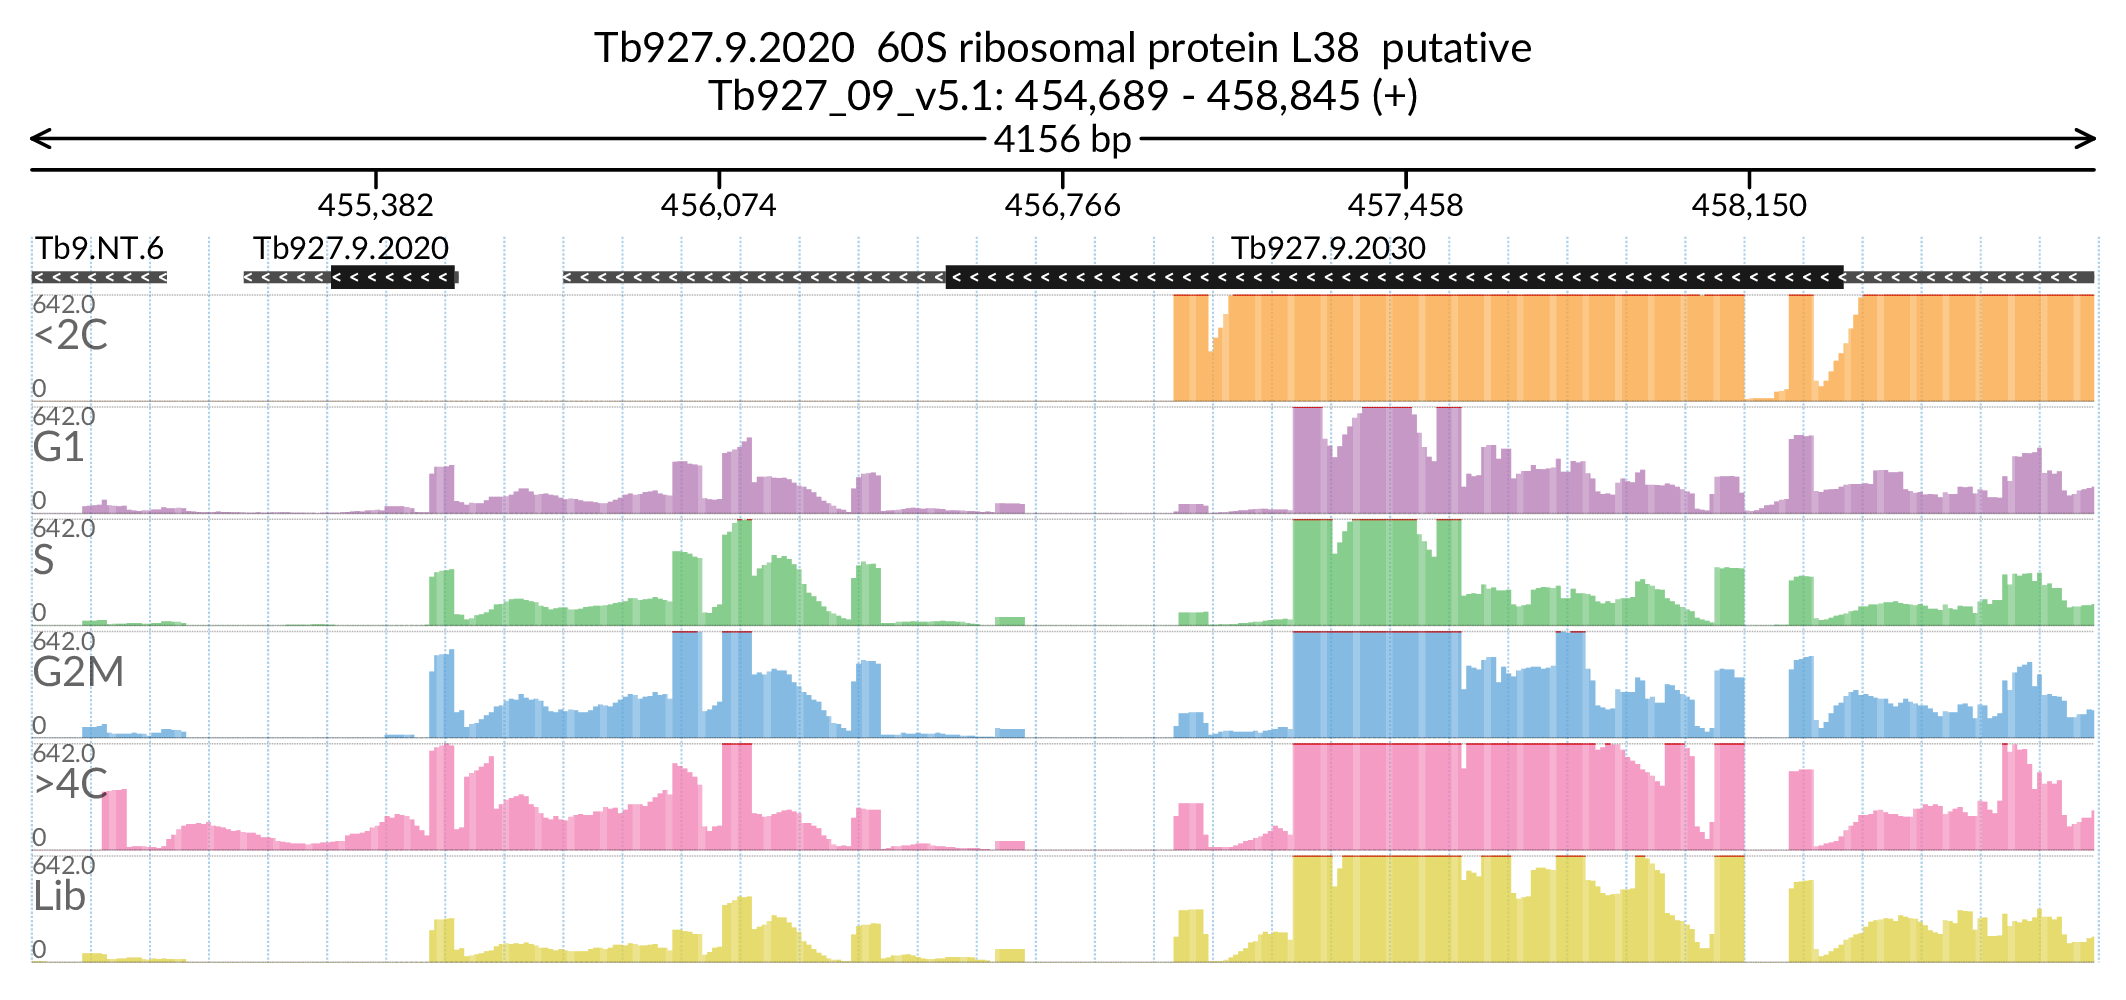 Tb927.9.2020 60S ribosomal protein L38 putative
Tb927_09_v5.1: 454,689 - 458,845 (+)
4156 bp
455,382 456,074 456,766 457,458 458,150
Tb9.NT.6 Tb927.9.2020 Tb927.9.2030
642.0
<2C
0
642.0
G1
0
642.0
S
0
642.0
G2M
0
642.0
>4C
0
642.0
Lib
0